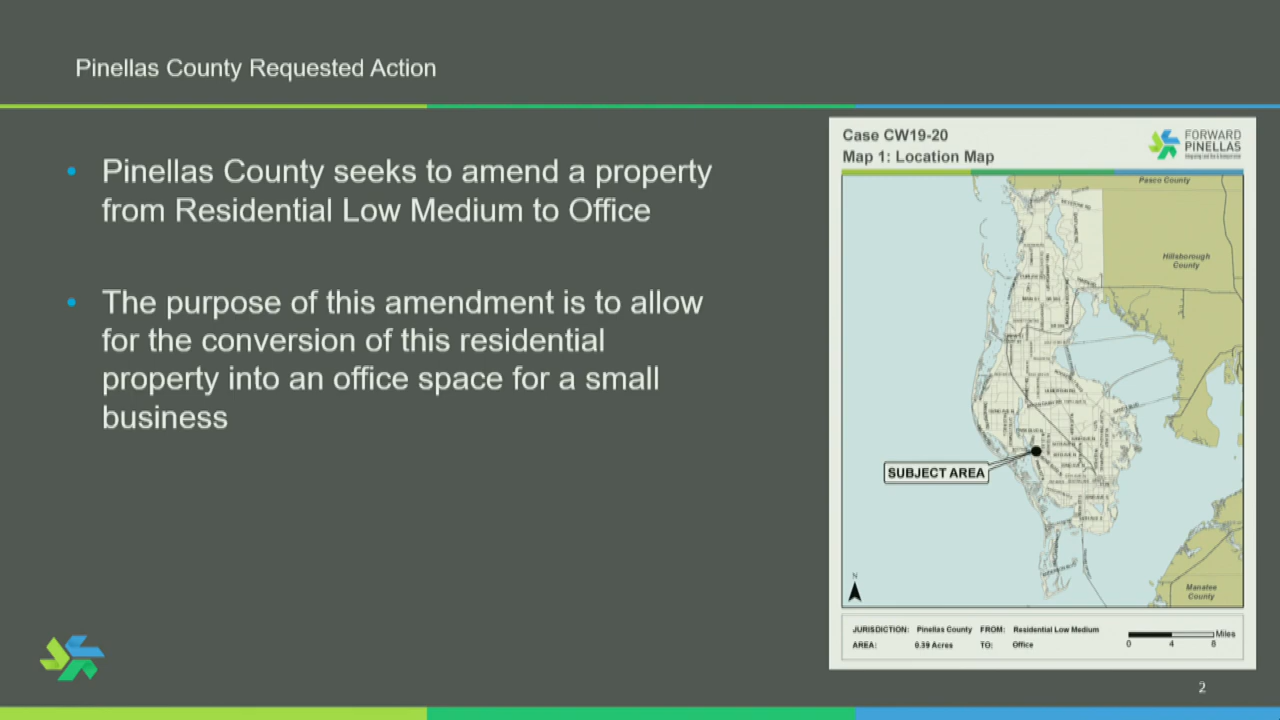 Pinellas County Requested Action
• Pinellas County seeks to amend a property
from Residential Low Medium to Office
• The purpose of this amendment is to allow
for the conversion of this residential
property into an office space for a small
business
Case CW19-20
Map 1: Location Map
FORWARD
PINELLAS
Pasco County
Hillsborough
County
SUBJECT AREA
Manatee
County
N
JURISDICTION: Pinellas County FROM: Residential Low Medium
AREA: 0.39 Acres TO: Office
Miles
0 4 8
2